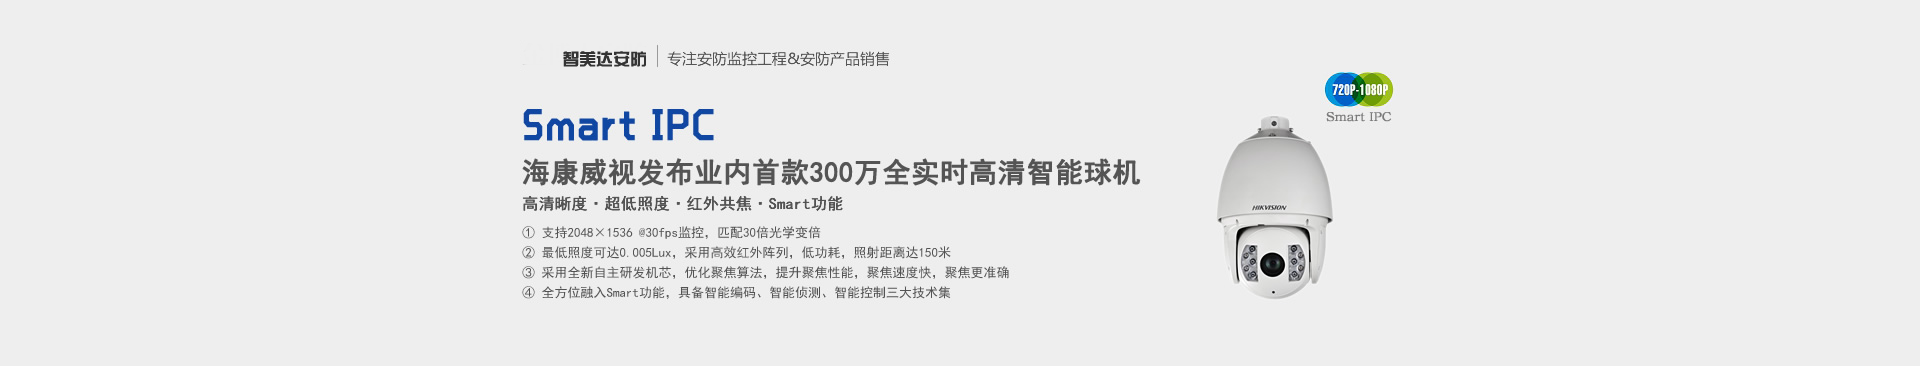 智美达安防 | 专注安防监控工程&安防产品销售
720P-1080P
Smart IPC
Smart IPC
海康威视发布业内首款300万全实时高清智能球机
高清晰度·超低照度·红外共焦·Smart功能
① 支持2048×1536 @30fps监控，匹配30倍光学变倍
② 最低照度可达0.005Lux，采用高效红外阵列，低功耗，照射距离达150米
③ 采用全新自主研发机芯，优化聚焦算法，提升聚焦性能，聚焦速度快，聚焦更准确
④ 全方位融入Smart功能，具备智能编码、智能侦测、智能控制三大技术集
HIKVISION